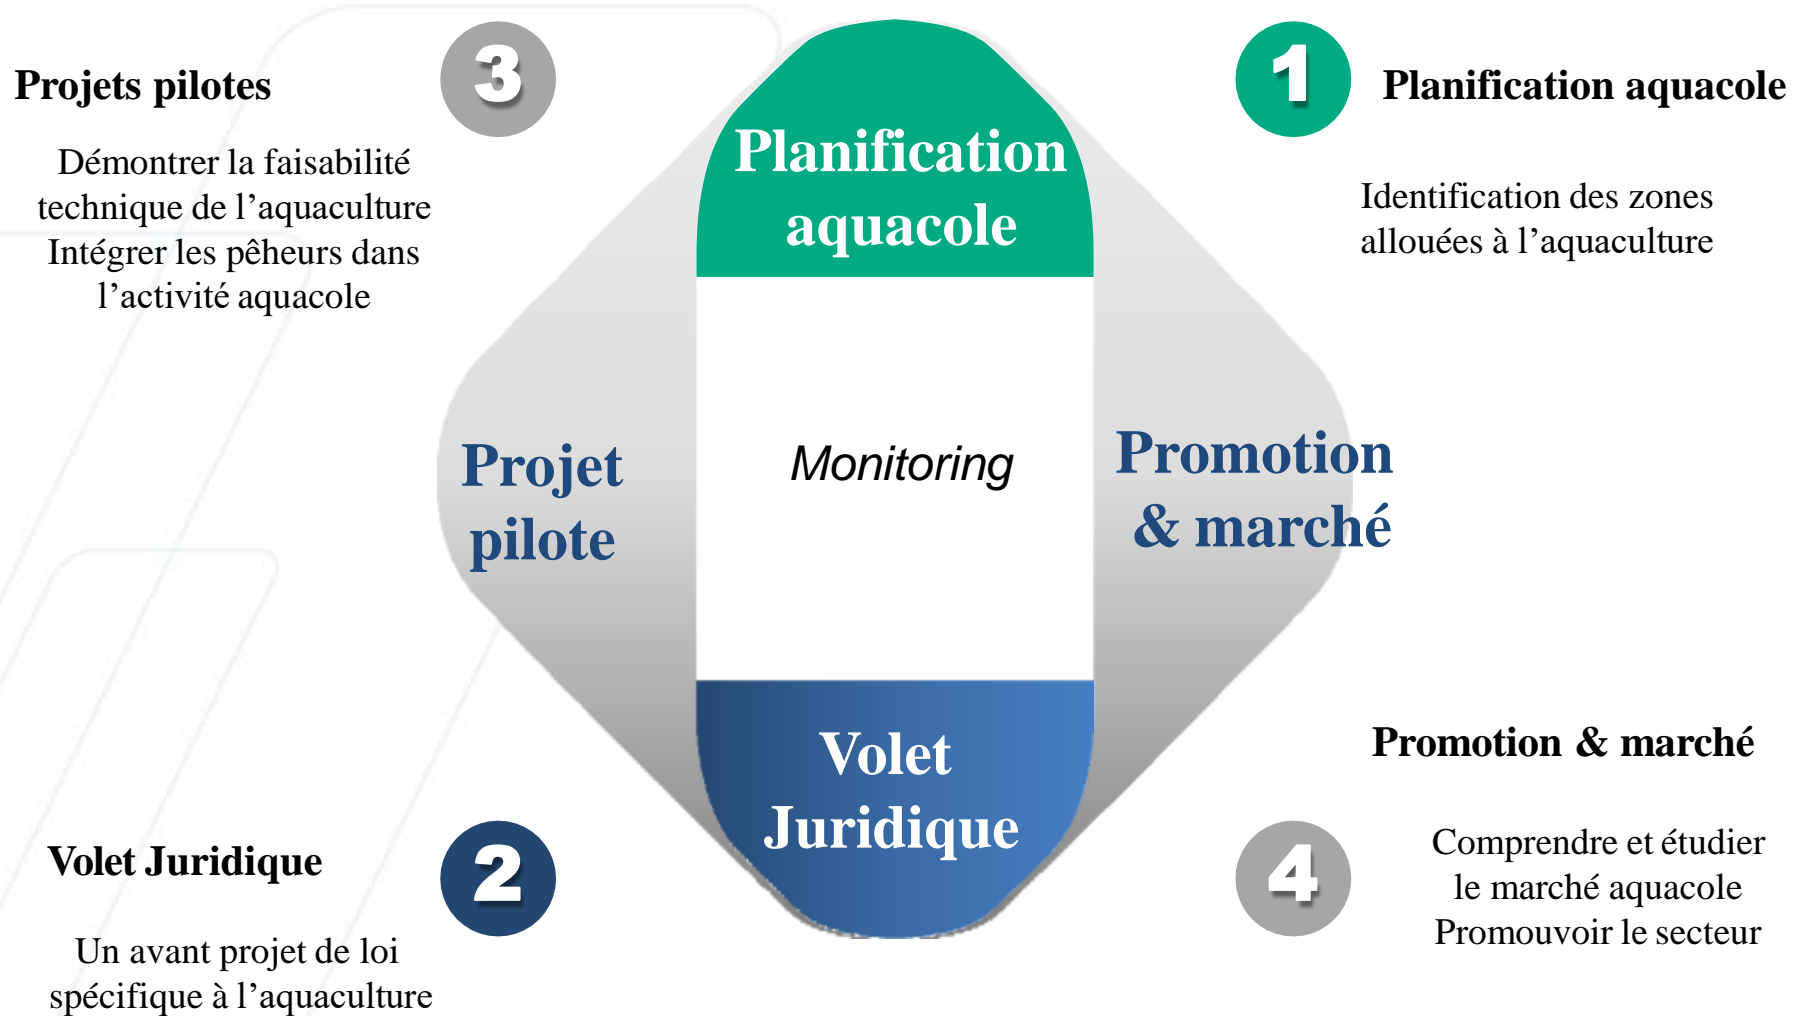 3
Projets pilotes
Démontrer la faisabilité
technique de l’aquaculture
Intégrer les pêheurs dans
l’activité aquacole
Planification
aquacole
1
Planification aquacole
Identification des zones
allouées à l’aquaculture
Projet
pilote
Monitoring
Promotion
& marché
Volet
Juridique
2
Volet Juridique
Un avant projet de loi
spécifique à l’aquaculture
Promotion & marché
4
Comprendre et étudier
le marché aquacole
Promouvoir le secteur